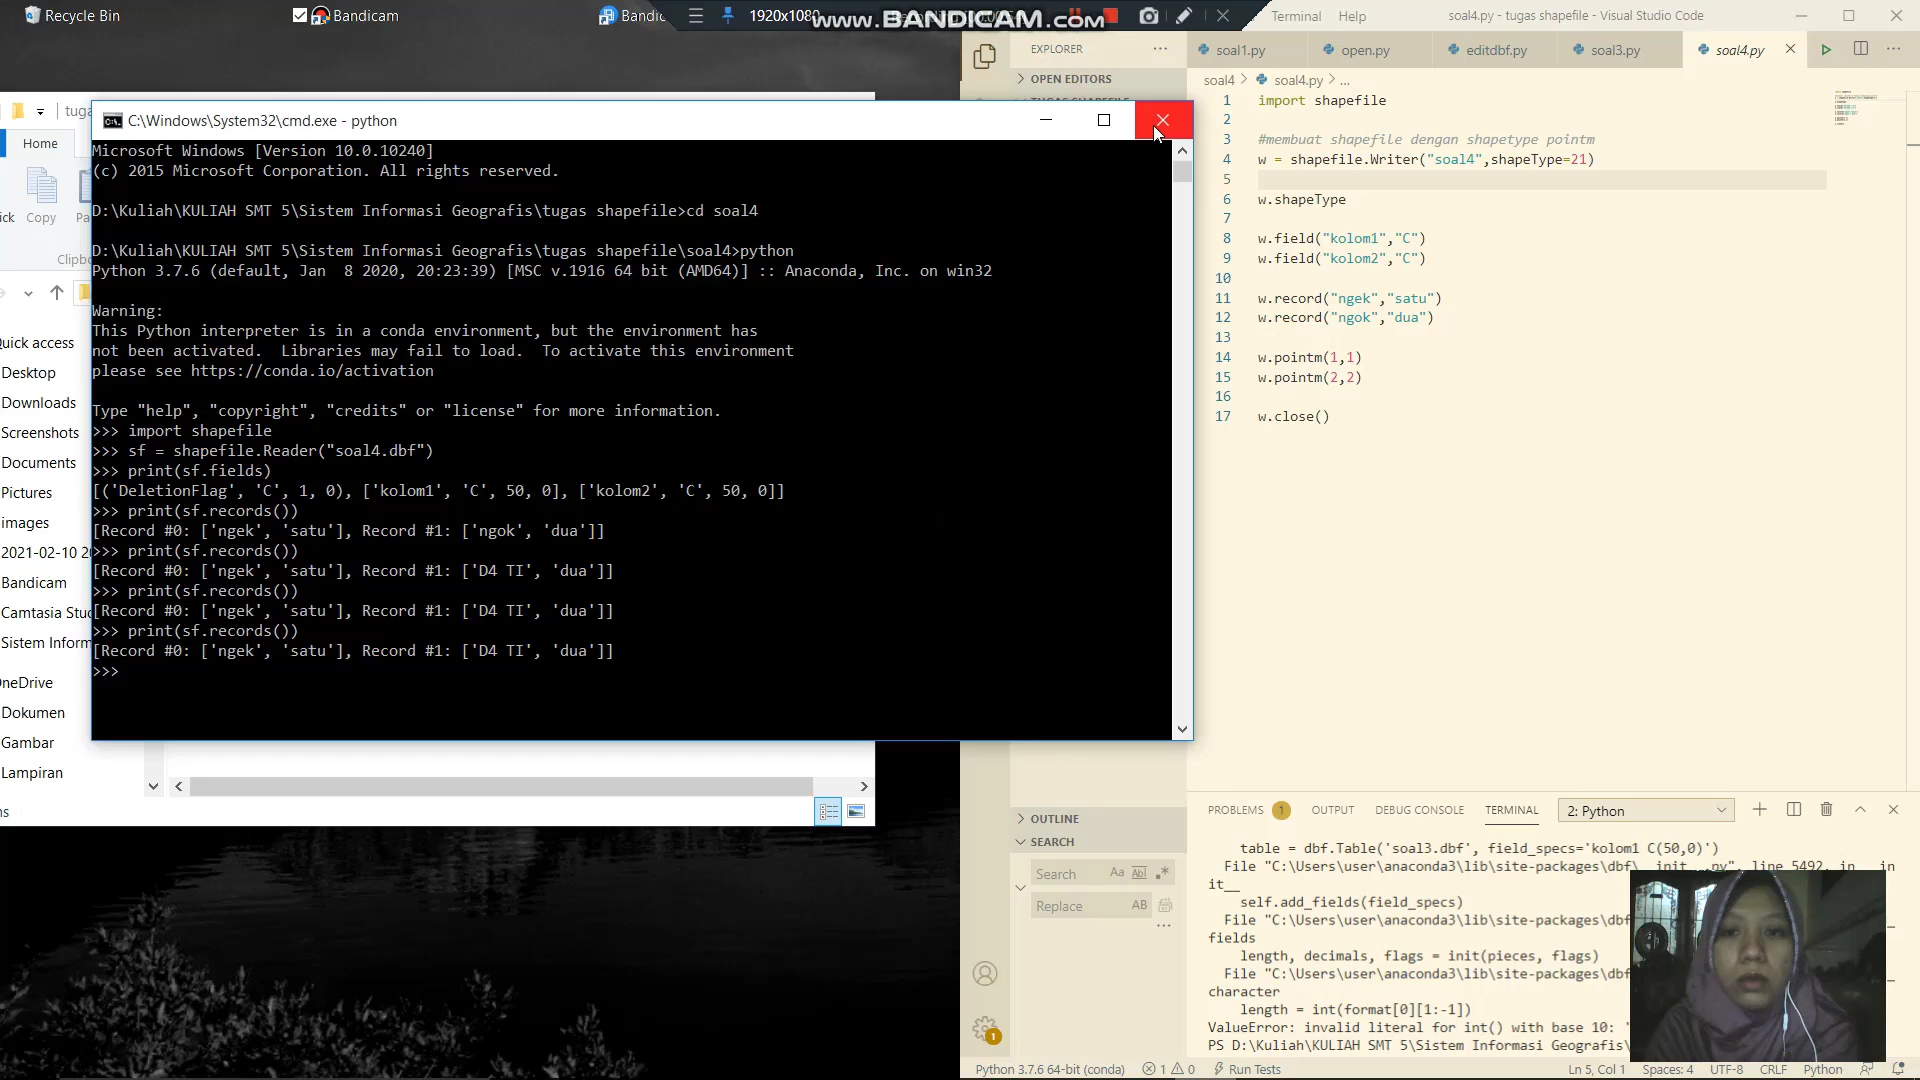 Recycle Bin
Bandicam
1920x1080
www.BANDICAM.com
Terminal Help
soal4.py - tugas shapefile - Visual Studio Code
EXPLORER
OPEN EDITORS
OUTLINE
SEARCH
Search
Aa
Abl
Replace
AB
soal1.py
open.py
editdbf.py
soal3.py
soal4.py
soal4 > soal4.py > ...
1 import shapefile
2
3 #membuat shapefile dengan shapetype pointm
4 w = shapefile.Writer("soal4",shapeType=21)
5
6 w.shapeType
7
8 w.field("kolom1","C")
9 w.field("kolom2","C")
10
11 w.record("ngek","satu")
12 w.record("ngok","dua")
13
14 w.pointm(1,1)
15 w.pointm(2,2)
16
17 w.close()
Home
Copy
C:\Windows\System32\cmd.exe - python
Microsoft Windows [Version 10.0.10240]
(c) 2015 Microsoft Corporation. All rights reserved.
D:\Kuliah\KULIAH SMT 5\Sistem Informasi Geografis\tugas shapefile>cd soal4
D:\Kuliah\KULIAH SMT 5\Sistem Informasi Geografis\tugas shapefile\soal4>python
Python 3.7.6 (default, Jan  8 2020, 20:23:39) [MSC v.1916 64 bit (AMD64)] :: Anaconda, Inc. on win32
Warning:
This Python interpreter is in a conda environment, but the environment has
not been activated.  Libraries may fail to load.  To activate this environment
please see https://conda.io/activation
Type "help", "copyright", "credits" or "license" for more information.
>>> import shapefile
>>> sf = shapefile.Reader("soal4.dbf")
>>> print(sf.fields)
[('DeletionFlag', 'C', 1, 0), ['kolom1', 'C', 50, 0], ['kolom2', 'C', 50, 0]]
>>> print(sf.records())
[Record #0: ['ngek', 'satu'], Record #1: ['ngok', 'dua']]
>>> print(sf.records())
[Record #0: ['ngek', 'satu'], Record #1: ['D4 TI', 'dua']]
>>> print(sf.records())
[Record #0: ['ngek', 'satu'], Record #1: ['D4 TI', 'dua']]
>>> print(sf.records())
[Record #0: ['ngek', 'satu'], Record #1: ['D4 TI', 'dua']]
>>>
uick access
Desktop
Downloads
Screenshots
Documents
Pictures
images
2021-02-10 2
Bandicam
Camtasia Stu
Sistem Inform
neDrive
Dokumen
Gambar
Lampiran
PROBLEMS 1 OUTPUT DEBUG CONSOLE TERMINAL 2: Python
table = dbf.Table('soal3.dbf', field_specs='kolom1 C(50,0)')
File "C:\Users\user\anaconda3\lib\site-packages\dbf\__init__.py", line 5492, in __in
it__
self.add_fields(field_specs)
File "C:\Users\user\anaconda3\lib\site-packages\dbf
fields
length, decimals, flags = init(pieces, flags)
File "C:\Users\user\anaconda3\lib\site-packages\dbf
character
length = int(format[0][1:-1])
ValueError: invalid literal for int() with base 10: '
PS D:\Kuliah\KULIAH SMT 5\Sistem Informasi Geografis\
1
Python 3.7.6 64-bit (conda) 1 0 Run Tests Ln 5, Col 1 Spaces: 4 UTF-8 CRLF Python